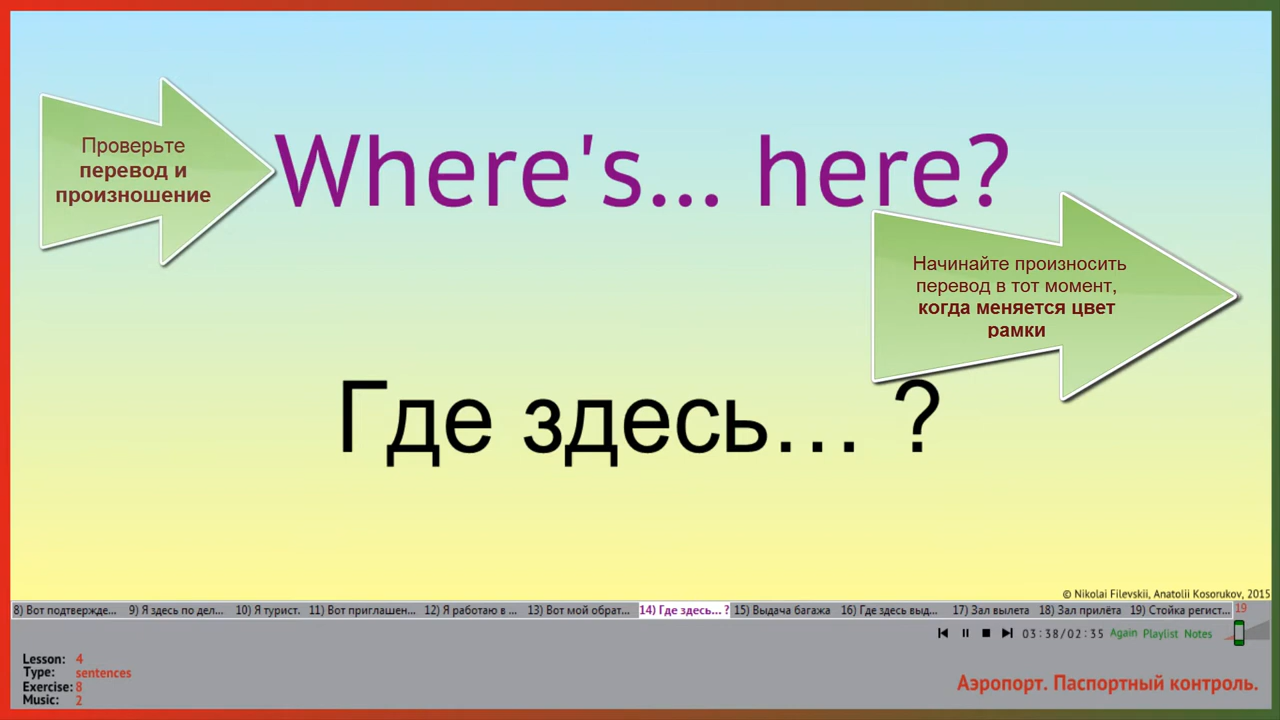 Проверьте
перевод и
произношение
Where's... here?
Начинайте произносить
перевод в тот момент,
когда меняется цвет
рамки
Где здесь... ?
© Nikolai Filevskii, Anatolii Kosorukov, 2015
8) Вот подтвержде... 9) Я здесь по дел... 10) Я турист. 11) Вот приглашен... 12) Я работаю в ... 13) Вот мой обрат... 14) Где здесь... ? 15) Выдача багажа 16) Где здесь выд... 17) Зал вылета 18) Зал прилёта 19) Стойка регист... 19
03:38/02:35 Again Playlist Notes
Lesson: 4
Type: sentences
Exercise: 8
Music: 2
Аэропорт. Паспортный контроль.